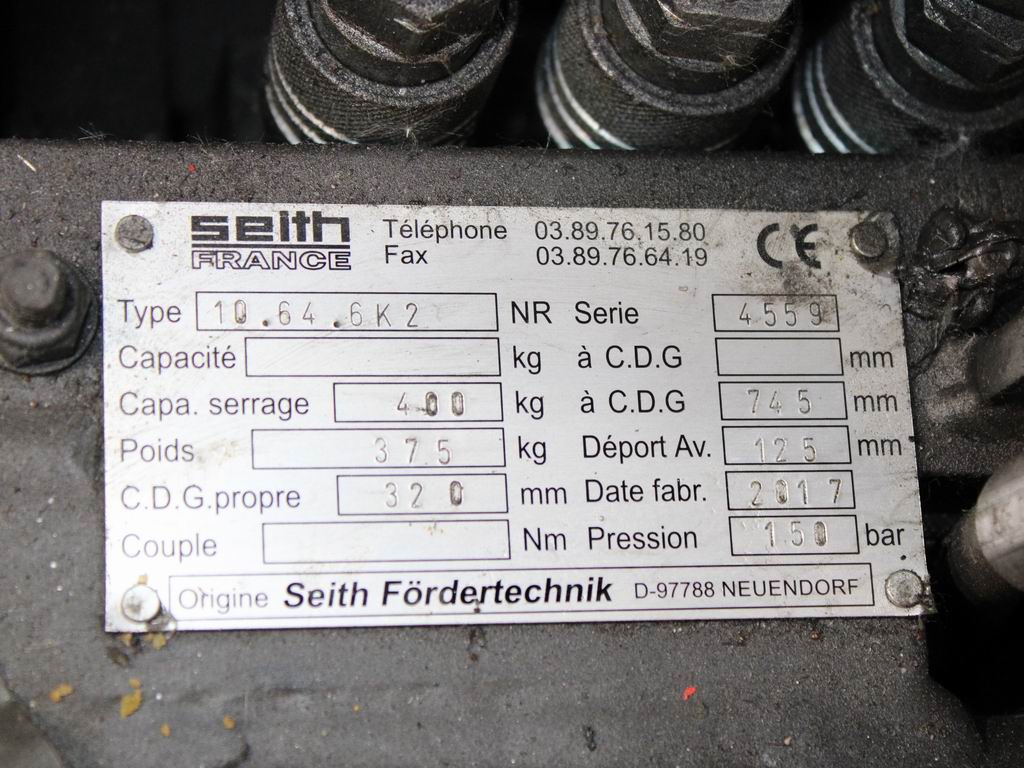 seith Téléphone 03.89.76.15.80
FRANCE Fax 03.89.76.64.19 CE
Type 10.64.6K2 NR Serie 4559
Capacité kg à C.D.G mm
Capa. serrage 400 kg à C.D.G 745 mm
Poids 375 kg Déport Av. 125 mm
C.D.G.propre 320 mm Date fabr. 2017
Couple Nm Pression 150 bar
Origine Seith Fördertechnik D-97788 NEUENDORF